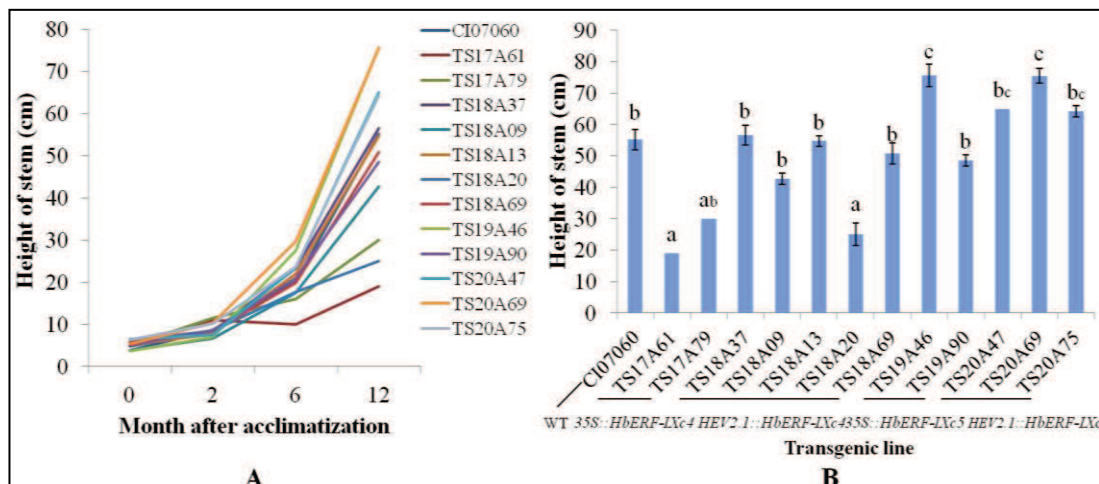 80
70
60
50
40
30
20
10
0
Height of stem (cm)
0 2 6 12
Month after acclimatization
CI07060
TS17A61
TS17A79
TS18A37
TS18A09
TS18A13
TS18A20
TS18A69
TS19A46
TS19A90
TS20A47
TS20A69
TS20A75
A
90
80
70
60
50
40
30
20
10
0
Height of stem (cm)
b a ab b b b a b c b bc c bc
CI07060 TS17A61 TS17A79 TS18A37 TS18A09 TS18A13 TS18A20 TS18A69 TS19A46 TS19A90 TS20A47 TS20A69 TS20A75
WT 35S::HbERF-IXc4 HEV2.1::HbERF-IXc435S::HbERF-IXc5 HEV2.1::HbERF-IXc
Transgenic line
B